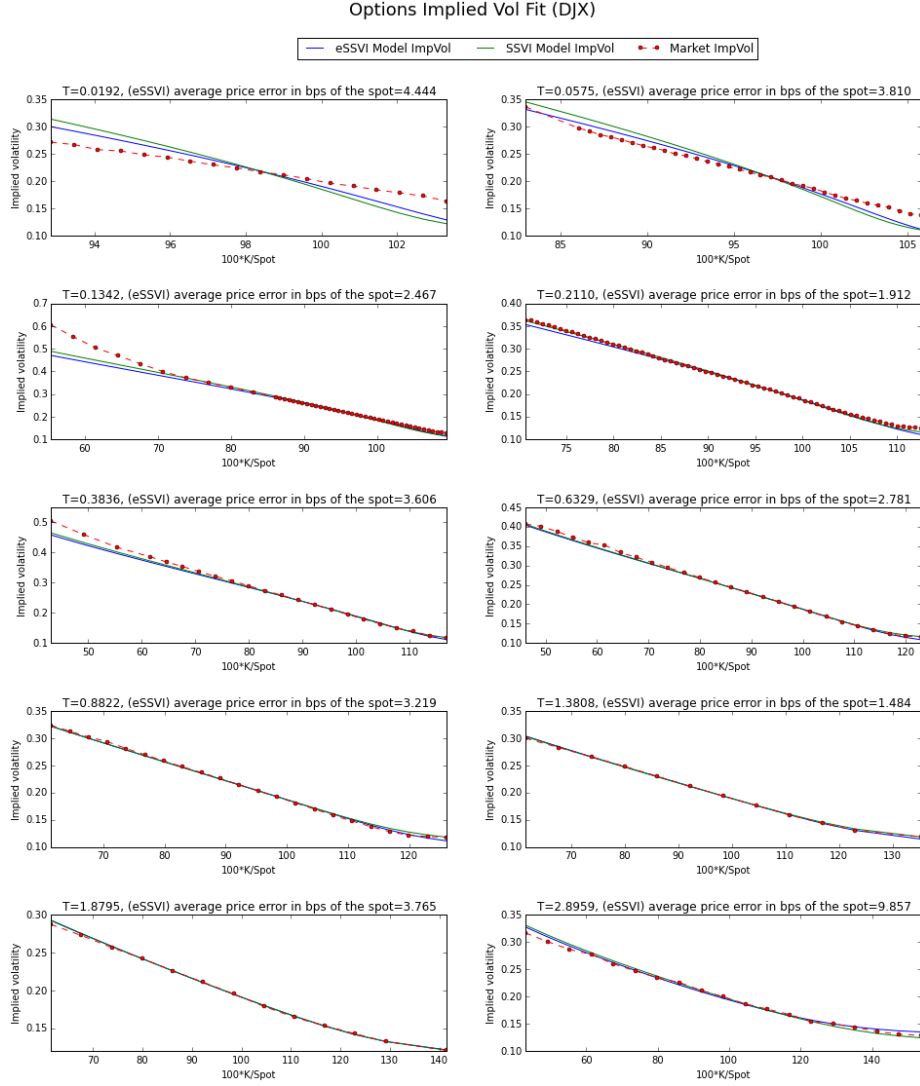 Options Implied Vol Fit (DJX)
eSSVI Model ImpVol SSVI Model ImpVol Market ImpVol
T=0.0192, (eSSVI) average price error in bps of the spot=4.444
0.35
0.30
0.25
0.20
0.15
0.10
Implied volatility
94 96 98 100 102
100*K/Spot
T=0.0575, (eSSVI) average price error in bps of the spot=3.810
0.35
0.30
0.25
0.20
0.15
0.10
Implied volatility
85 90 95 100 105
100*K/Spot
T=0.1342, (eSSVI) average price error in bps of the spot=2.467
0.7
0.6
0.5
0.4
0.3
0.2
0.1
Implied volatility
60 70 80 90 100
100*K/Spot
T=0.2110, (eSSVI) average price error in bps of the spot=1.912
0.40
0.35
0.30
0.25
0.20
0.15
0.10
Implied volatility
75 80 85 90 95 100 105 110
100*K/Spot
T=0.3836, (eSSVI) average price error in bps of the spot=3.606
0.5
0.4
0.3
0.2
0.1
Implied volatility
50 60 70 80 90 100 110
100*K/Spot
T=0.6329, (eSSVI) average price error in bps of the spot=2.781
0.45
0.40
0.35
0.30
0.25
0.20
0.15
0.10
Implied volatility
50 60 70 80 90 100 110 120
100*K/Spot
T=0.8822, (eSSVI) average price error in bps of the spot=3.219
0.35
0.30
0.25
0.20
0.15
0.10
Implied volatility
70 80 90 100 110 120
100*K/Spot
T=1.3808, (eSSVI) average price error in bps of the spot=1.484
0.35
0.30
0.25
0.20
0.15
0.10
Implied volatility
70 80 90 100 110 120 130
100*K/Spot
T=1.8795, (eSSVI) average price error in bps of the spot=3.765
0.30
0.25
0.20
0.15
Implied volatility
70 80 90 100 110 120 130 140
100*K/Spot
T=2.8959, (eSSVI) average price error in bps of the spot=9.857
0.35
0.30
0.25
0.20
0.15
0.10
Implied volatility
60 80 100 120 140
100*K/Spot